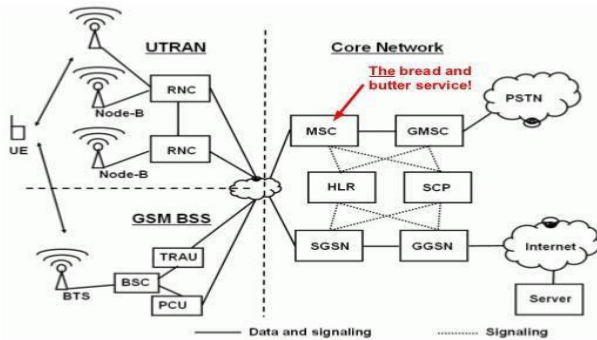 UTRAN
Core Network
The bread and
butter service!
RNC
Node-B
MSC
GMSC
PSTN
UE
RNC
Node-B
HLR
SCP
GSM BSS
TRAU
SGSN
GGSN
Internet
BTS
BSC
PCU
Server
Data and signaling
Signaling